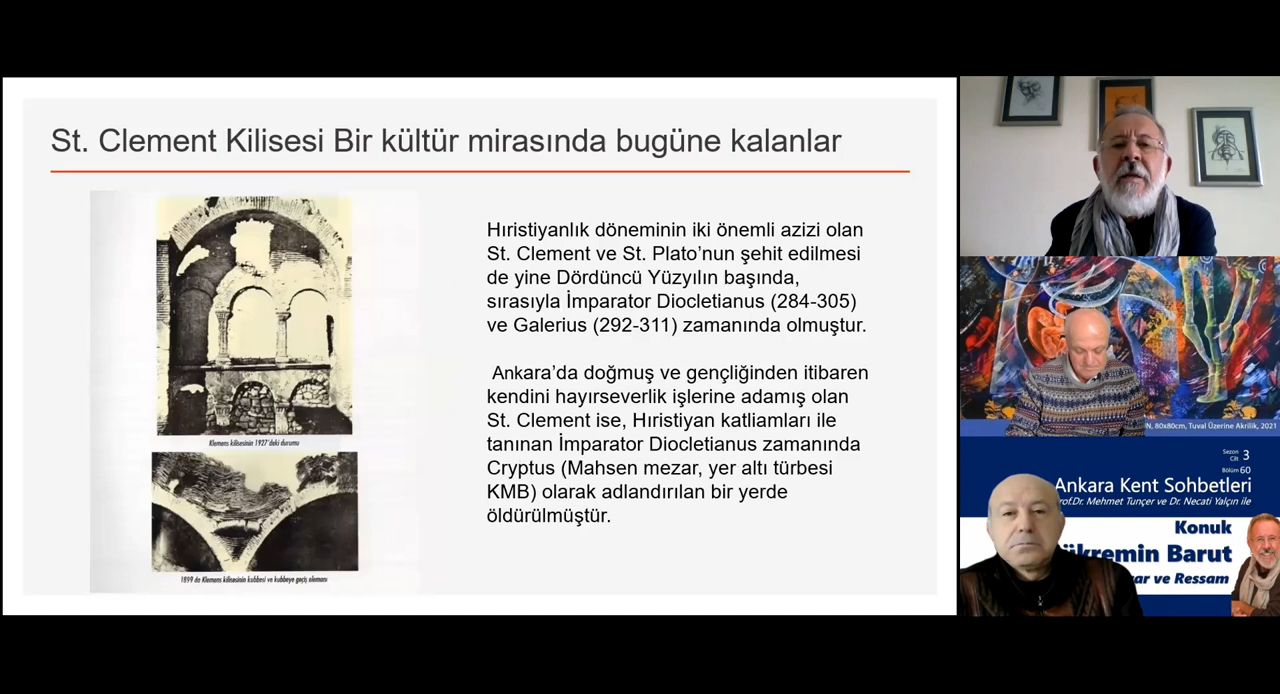 St. Clement Kilisesi Bir kültür mirasında bugüne kalanlar
Klemens kilisesinin 1927'deki durumu
1899 da Klemens kilisesinin kubbesi ve kubbeye geçiş elemanı
Hıristiyanlık döneminin iki önemli azizi olan
St. Clement ve St. Plato’nun şehit edilmesi
de yine Dördüncü Yüzyılın başında,
sırasıyla İmparator Diocletianus (284-305)
ve Galerius (292-311) zamanında olmuştur.
Ankara’da doğmuş ve gençliğinden itibaren
kendini hayırseverlik işlerine adamış olan
St. Clement ise, Hıristiyan katliamları ile
tanınan İmparator Diocletianus zamanında
Cryptus (Mahsen mezar, yer altı türbesi
KMB) olarak adlandırılan bir yerde
öldürülmüştür.
N, 80x80cm, Tuval Üzerine Akrilik, 2021
Sezon
Cilt 3
Bölüm 60
Ankara Kent Sohbetleri
rof.Dr. Mehmet Tunçer ve Dr. Necati Yalçın ile
Konuk
ükremin Barut
zar ve Ressam